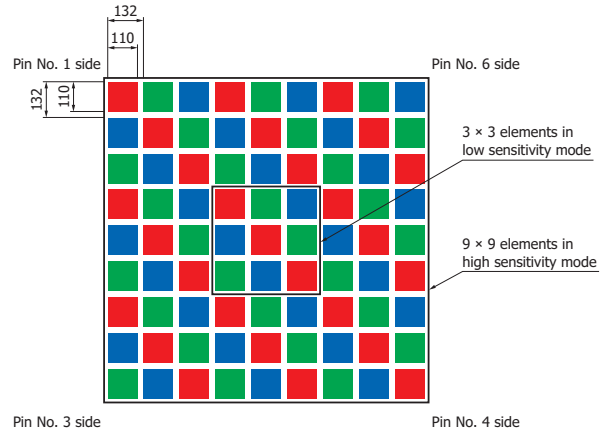 132
110
Pin No. 1 side
Pin No. 6 side
132
110
3 × 3 elements in
low sensitivity mode
9 × 9 elements in
high sensitivity mode
Pin No. 3 side
Pin No. 4 side